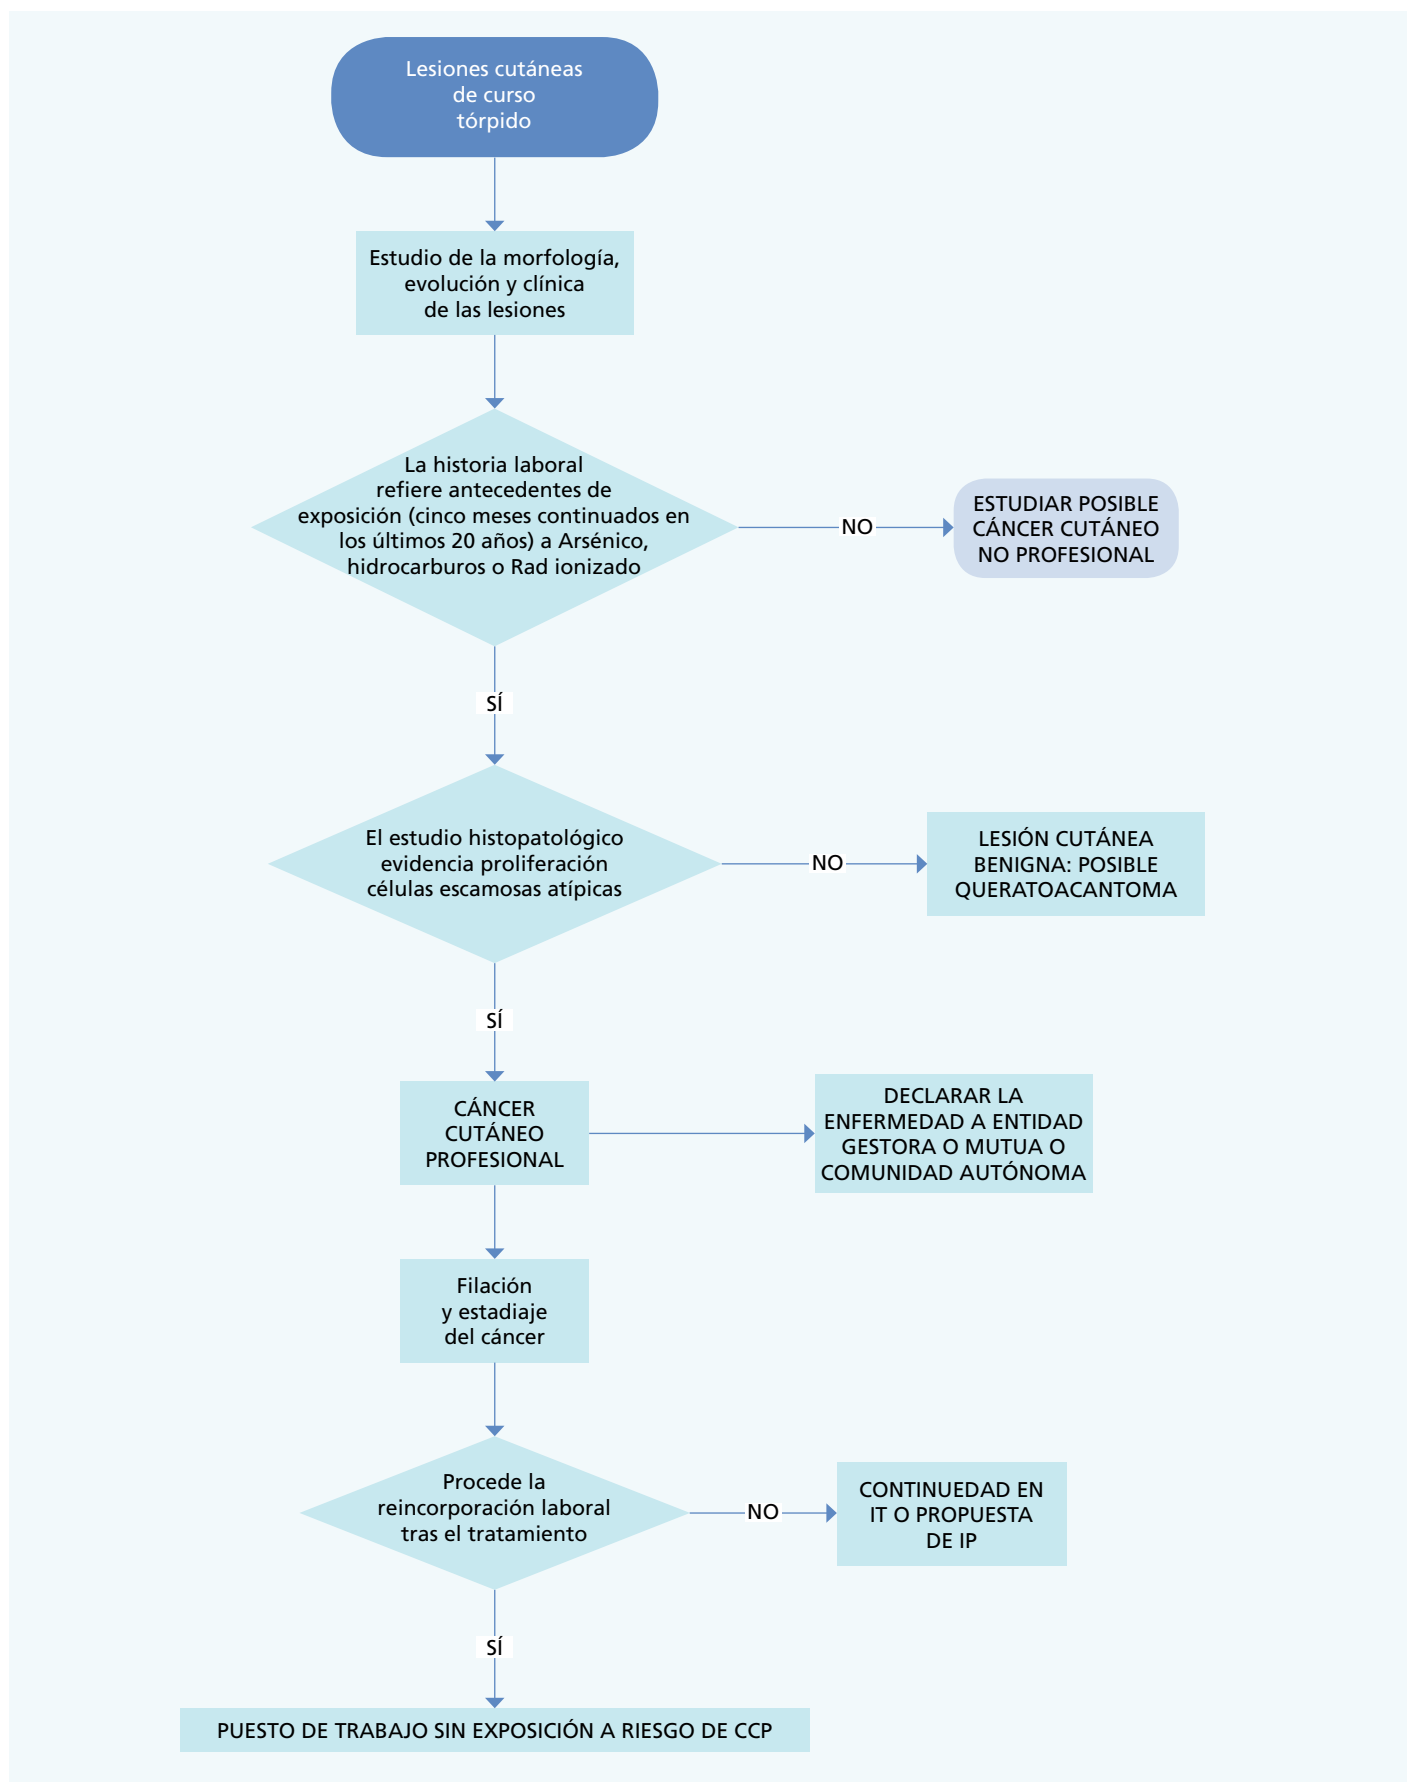 Lesiones cutáneas
de curso
tórpido
Estudio de la morfología,
evolución y clínica
de las lesiones
La historia laboral
refiere antecedentes de
exposición (cinco meses continuados en
los últimos 20 años) a Arsénico,
hidrocarburos o Rad ionizado
NO
ESTUDIAR POSIBLE
CÁNCER CUTÁNEO
NO PROFESIONAL
SÍ
El estudio histopatológico
evidencia proliferación
células escamosas atípicas
NO
LESIÓN CUTÁNEA
BENIGNA: POSIBLE
QUERATOACANTOMA
SÍ
CÁNCER
CUTÁNEO
PROFESIONAL
DECLARAR LA
ENFERMEDAD A ENTIDAD
GESTORA O MUTUA O
COMUNIDAD AUTÓNOMA
Filación
y estadiaje
del cáncer
Procede la
reincorporación laboral
tras el tratamiento
NO
CONTINUEDAD EN
IT O PROPUESTA
DE IP
SÍ
PUESTO DE TRABAJO SIN EXPOSICIÓN A RIESGO DE CCP